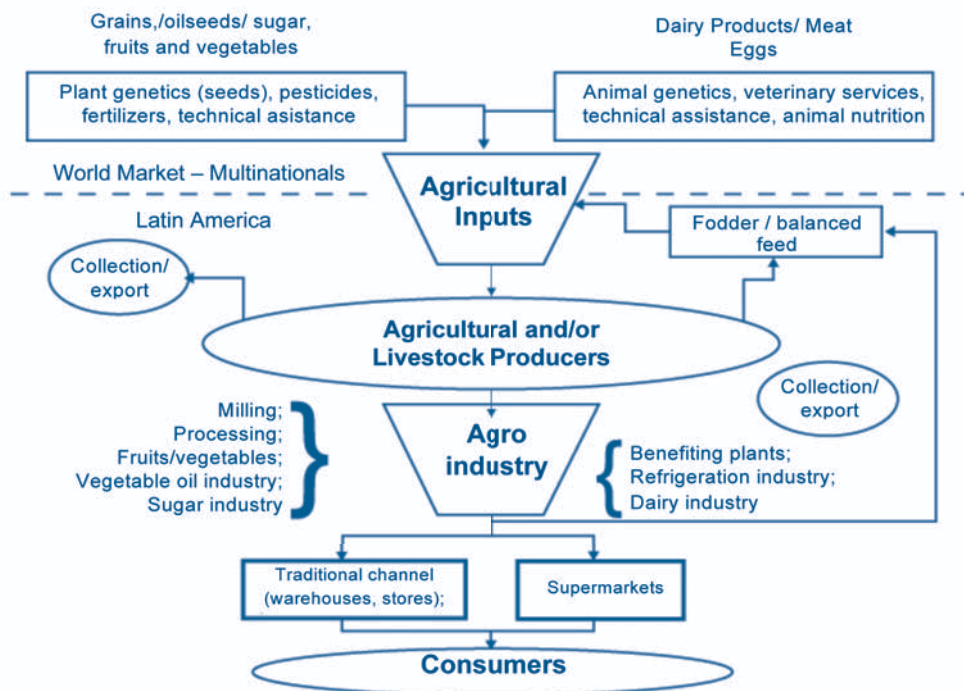 Grains,/oilseeds/ sugar,
fruits and vegetables
Dairy Products/ Meat
Eggs
Plant genetics (seeds), pesticides,
fertilizers, technical asistance
Animal genetics, veterinary services,
technical assistance, animal nutrition
World Market – Multinationals
Agricultural
Inputs
Latin America
Fodder / balanced
feed
Collection/
export
Agricultural and/or
Livestock Producers
Collection/
export
Milling;
Processing;
Fruits/vegetables;
Vegetable oil industry;
Sugar industry
Agro
industry
Benefiting plants;
Refrigeration industry;
Dairy industry
Traditional channel
(warehouses, stores);
Supermarkets
Consumers